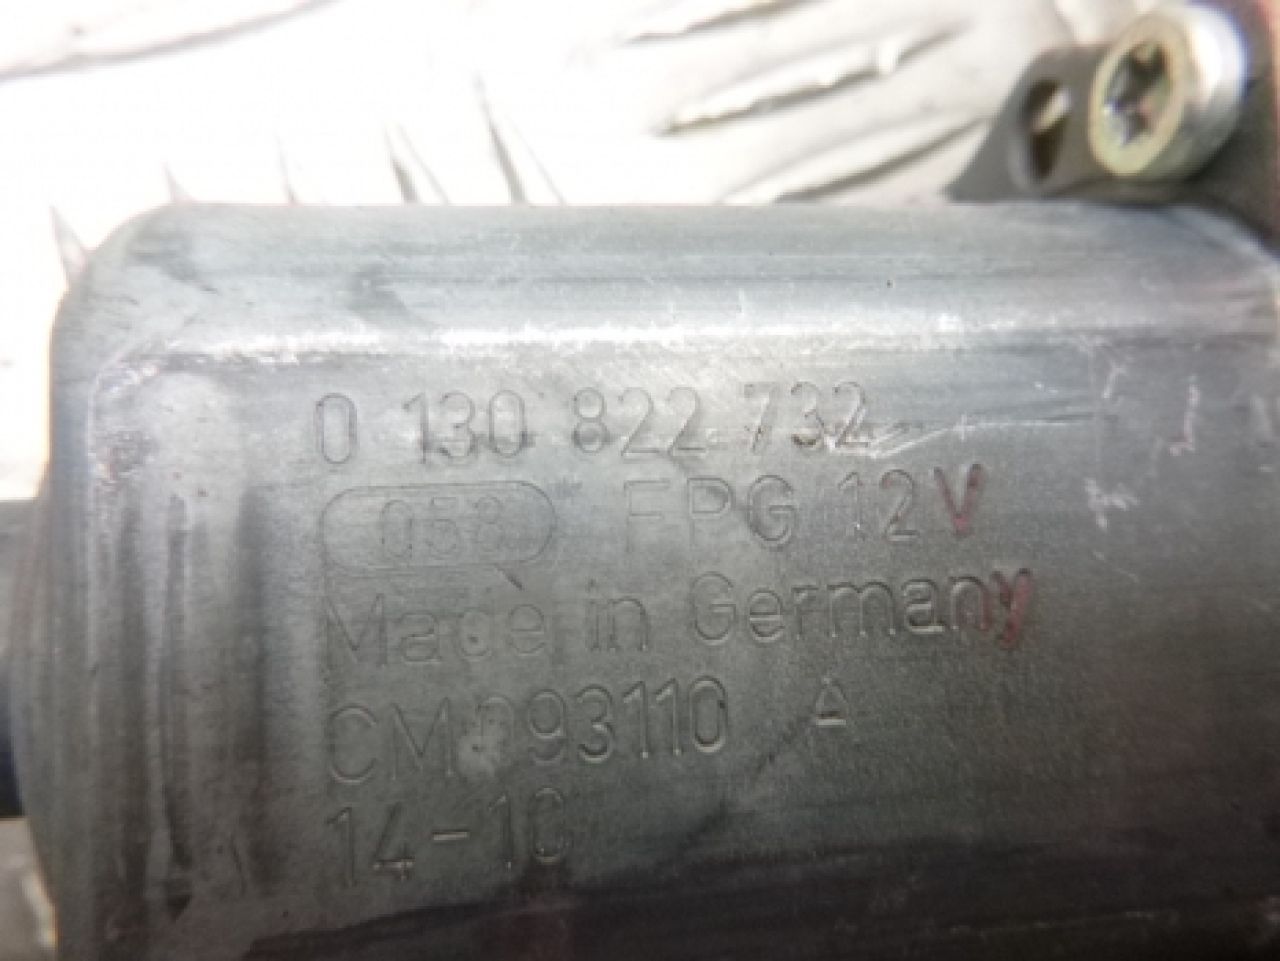 0 130 822 732
058 FPG 12V
Made in Germany
CM 093110 A
14-10